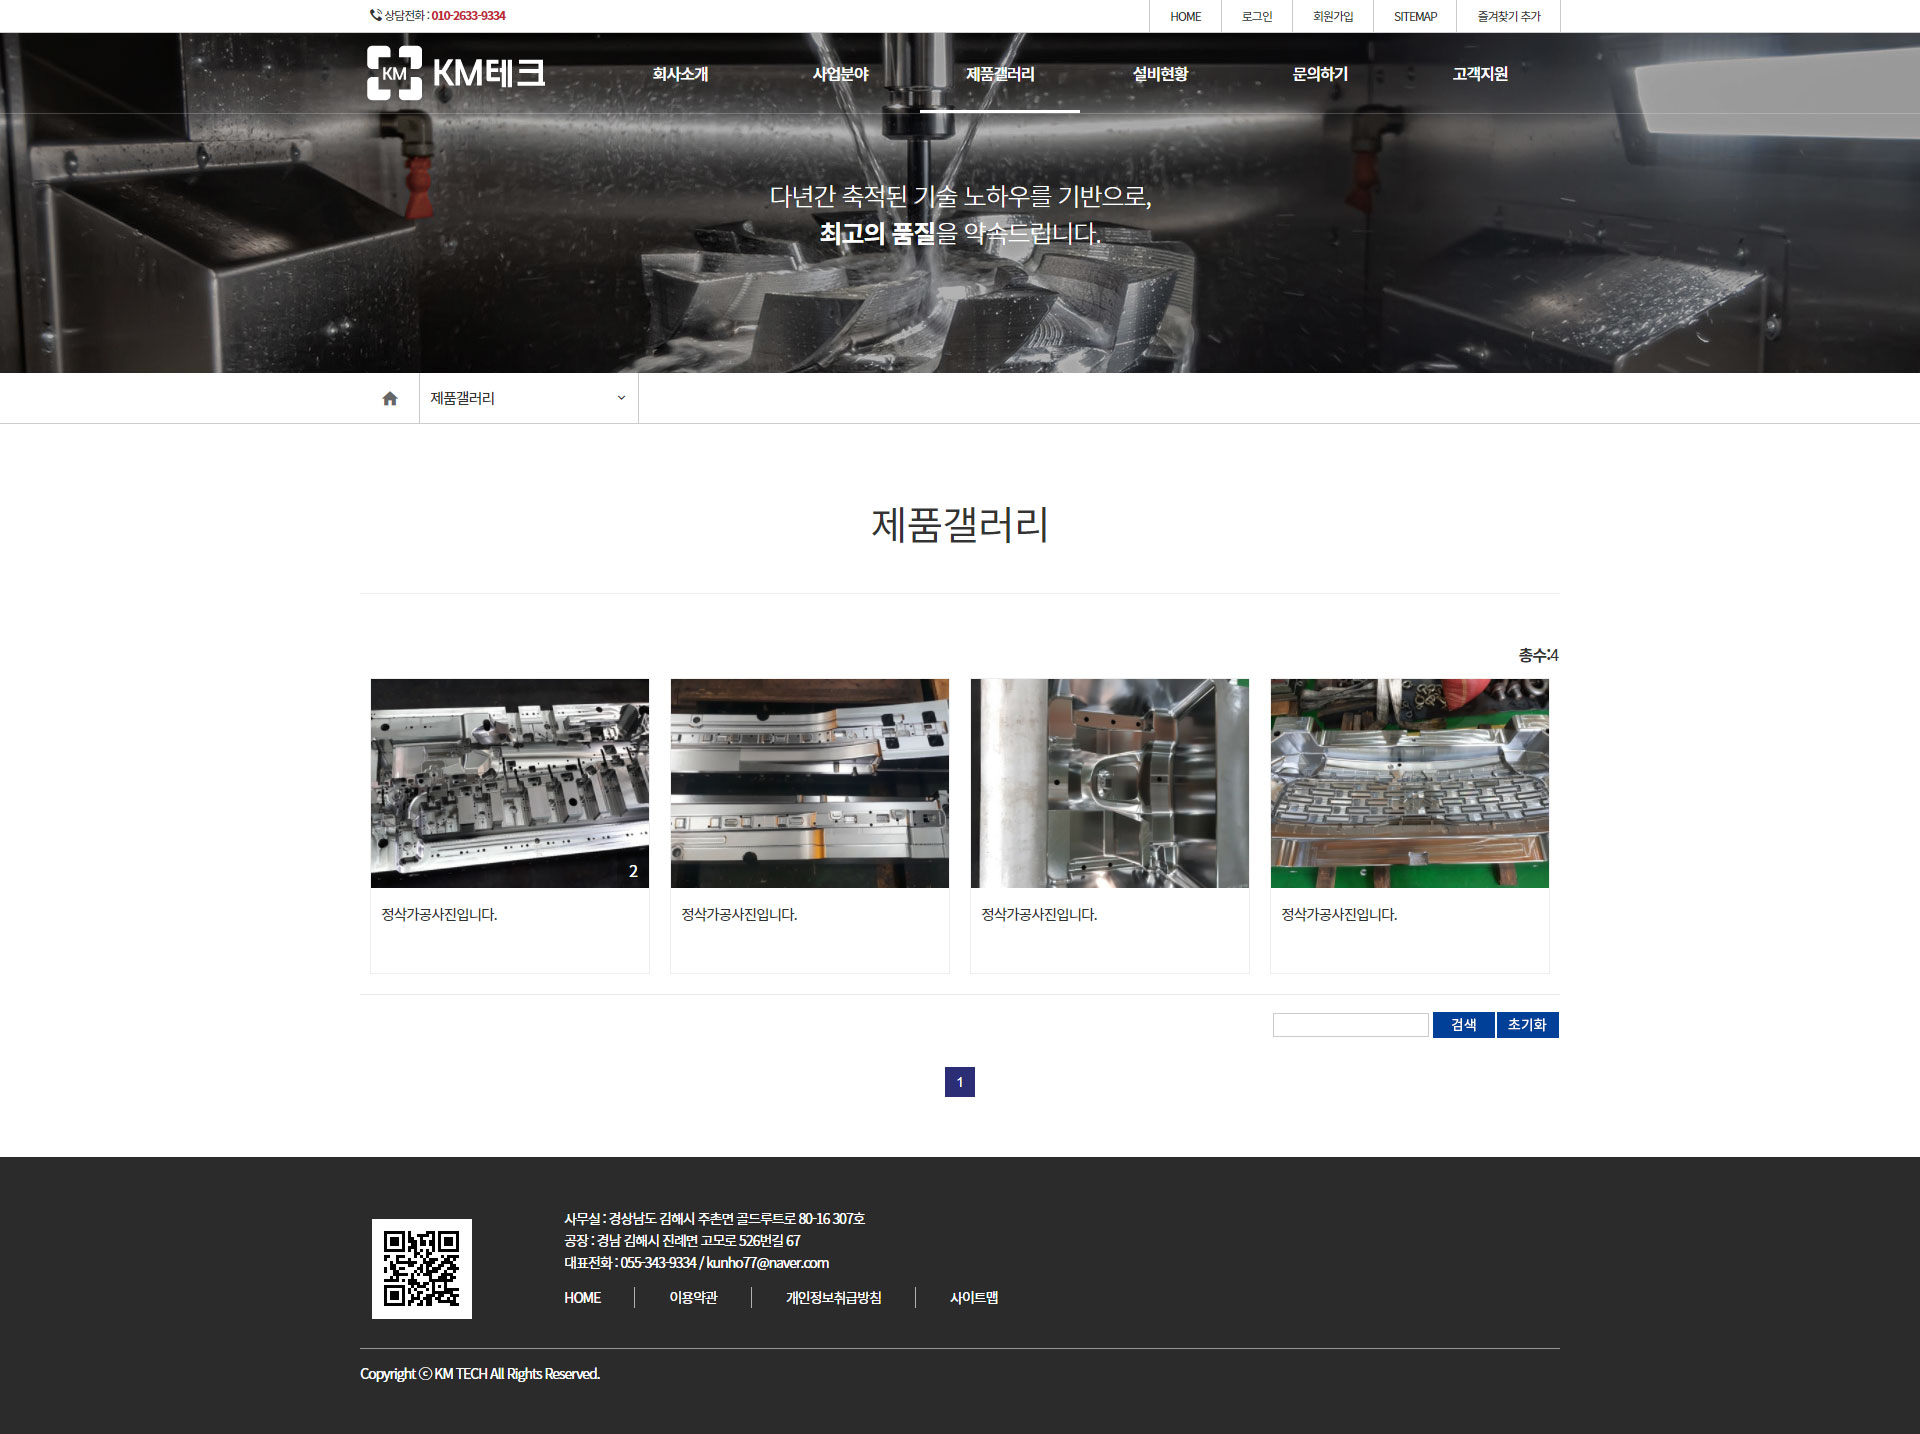 상담전화 : 010-2633-9334
HOME
로그인
회원가입
SITEMAP
즐겨찾기 추가
KM KM테크
회사소개
사업분야
제품갤러리
설비현황
문의하기
고객지원
다년간 축적된 기술 노하우를 기반으로,
최고의 품질을 약속드립니다.
제품갤러리
제품갤러리
총수:4
2
정삭가공사진입니다.
정삭가공사진입니다.
정삭가공사진입니다.
정삭가공사진입니다.
검색
초기화
1
사무실 : 경상남도 김해시 주촌면 골드루트로 80-16 307호
공장 : 경남 김해시 진례면 고모로 526번길 67
대표전화 : 055-343-9334 / kunho77@naver.com
HOME
이용약관
개인정보취급방침
사이트맵
Copyright ⓒ KM TECH All Rights Reserved.